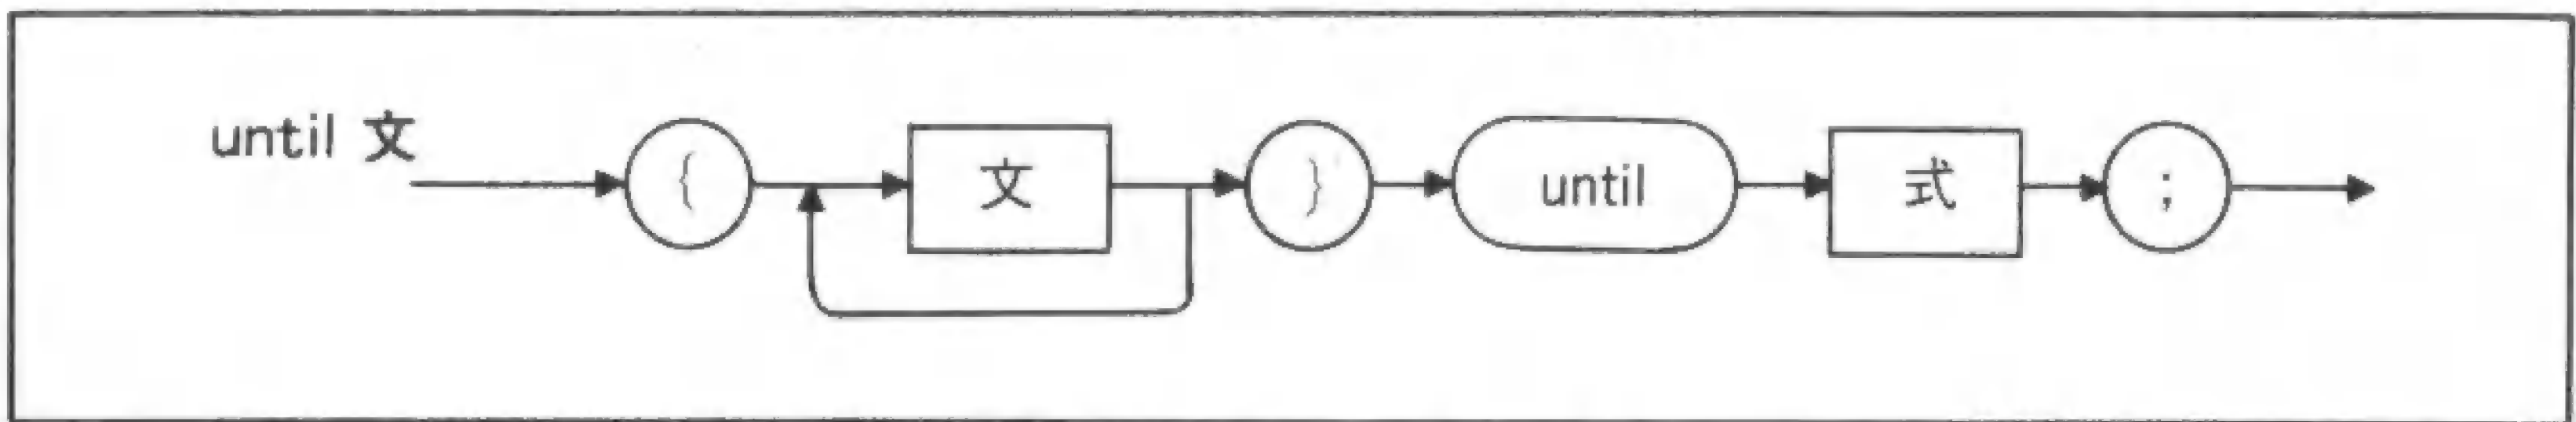 until 文
{ 文 } until 式 ;